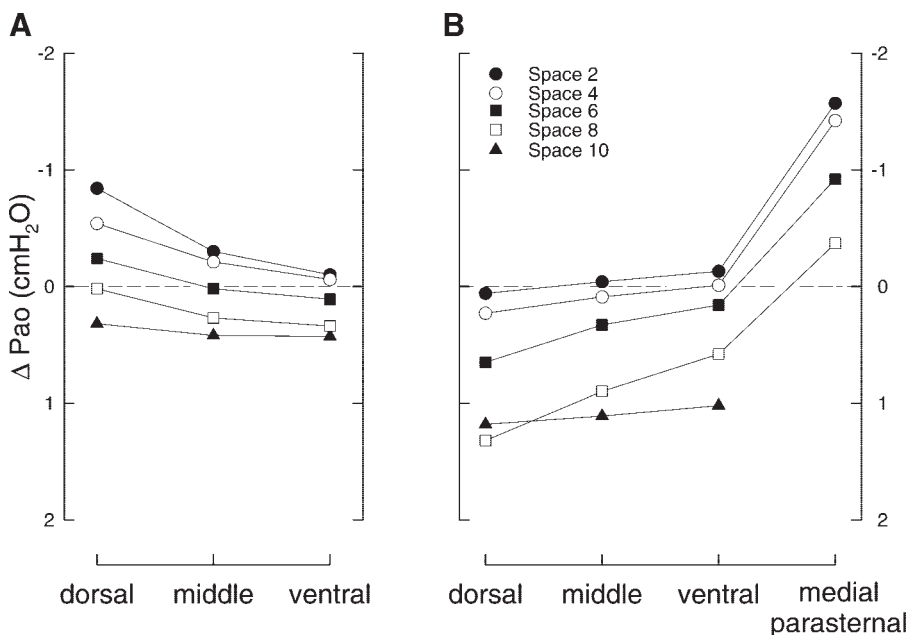 A
B
-2
-1
0
1
2
Δ Pao (cmH2O)
dorsal
middle
ventral
Space 2
Space 4
Space 6
Space 8
Space 10
-2
-1
0
1
2
dorsal
middle
ventral
medial
parasternal